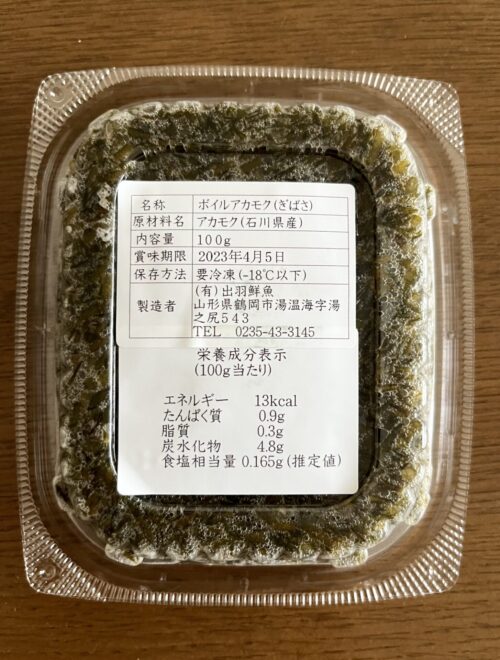 名称 ボイルアカモク(ぎばさ)
原材料名 アカモク(石川県産)
内容量 100g
賞味期限 2023年4月5日
保存方法 要冷凍(-18℃以下)
製造者 (有)出羽鮮魚
山形県鶴岡市湯温海字湯
之尻543
TEL 0235-43-3145
栄養成分表示
(100g当たり)
エネルギー 13kcal
たんぱく質 0.9g
脂質 0.3g
炭水化物 4.8g
食塩相当量 0.165g(推定値)